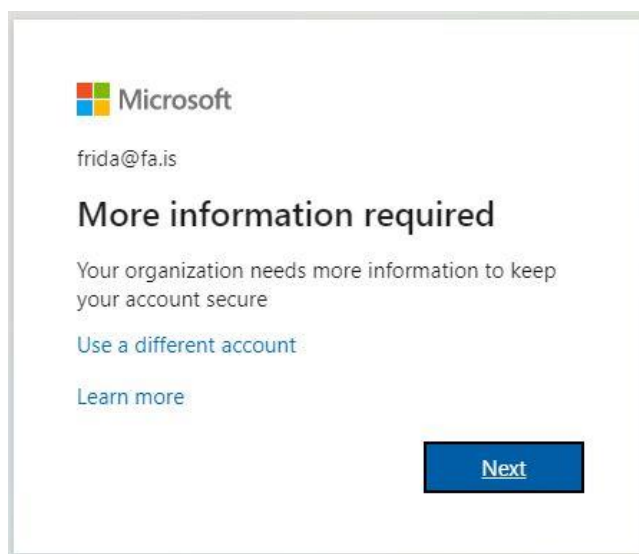 Microsoft
frida@fa.is
More information required
Your organization needs more information to keep
your account secure
Use a different account
Learn more
Next